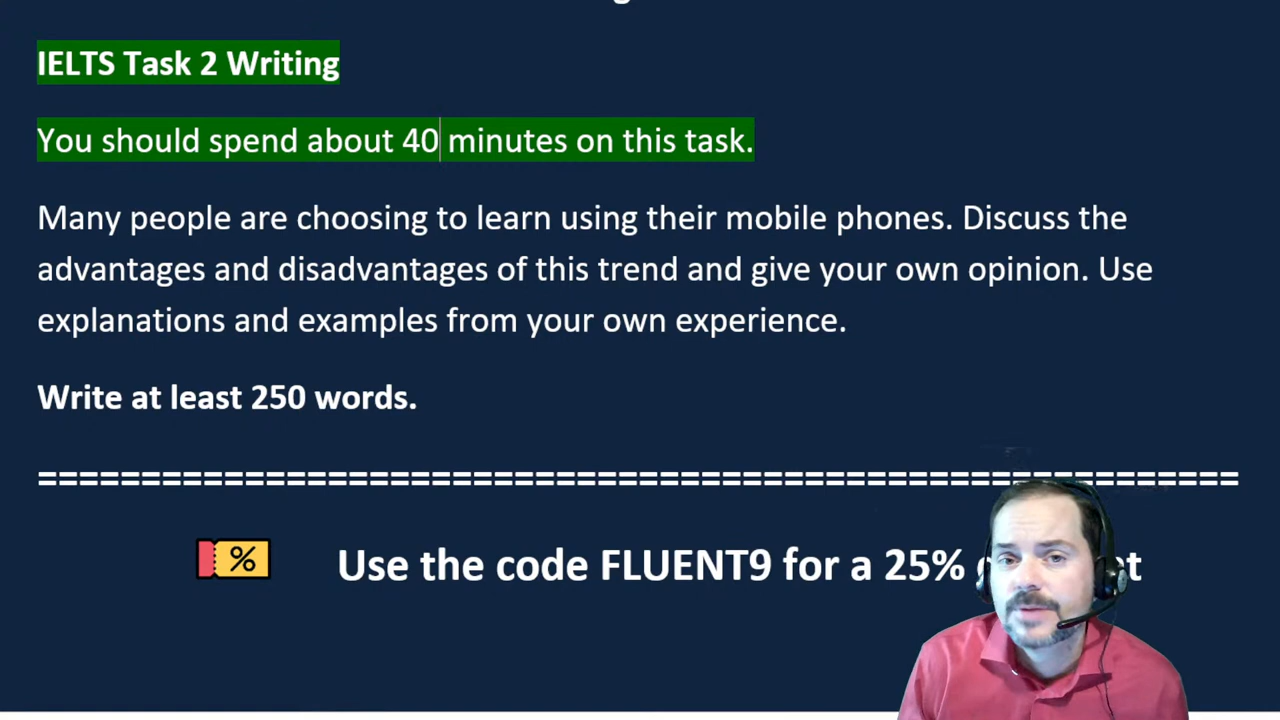 IELTS Task 2 Writing
You should spend about 40 minutes on this task.
Many people are choosing to learn using their mobile phones. Discuss the
advantages and disadvantages of this trend and give your own opinion. Use
explanations and examples from your own experience.
Write at least 250 words.
==========================================================
%
Use the code FLUENT9 for a 25%